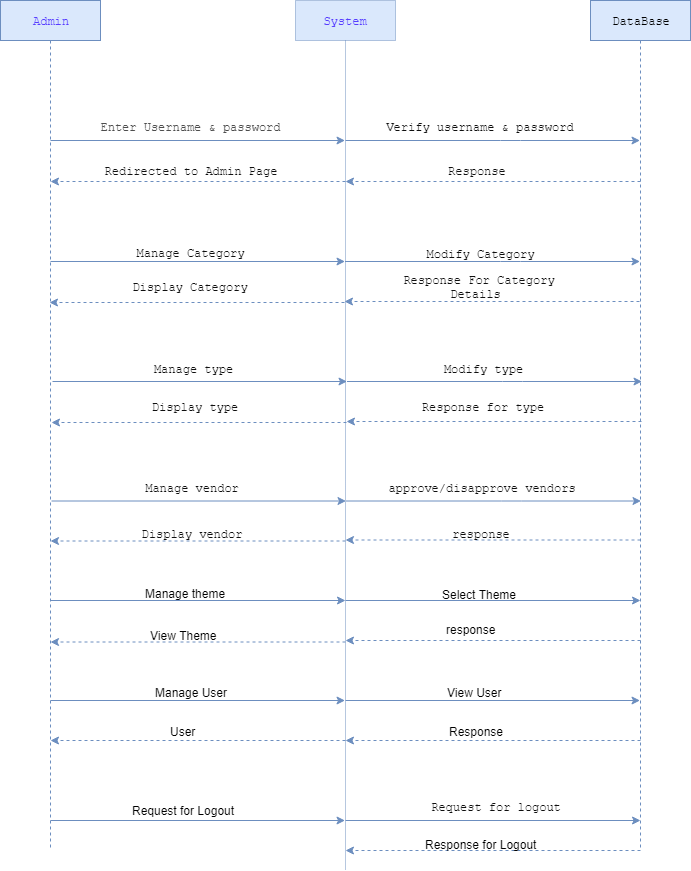 Admin
System
DataBase
Enter Username & password
Verify username & password
Redirected to Admin Page
Response
Manage Category
Modify Category
Display Category
Response For Category
Details
Manage type
Modify type
Display type
Response for type
Manage vendor
approve/disapprove vendors
Display vendor
response
Manage theme
Select Theme
View Theme
response
Manage User
View User
User
Response
Request for Logout
Request for logout
Response for Logout